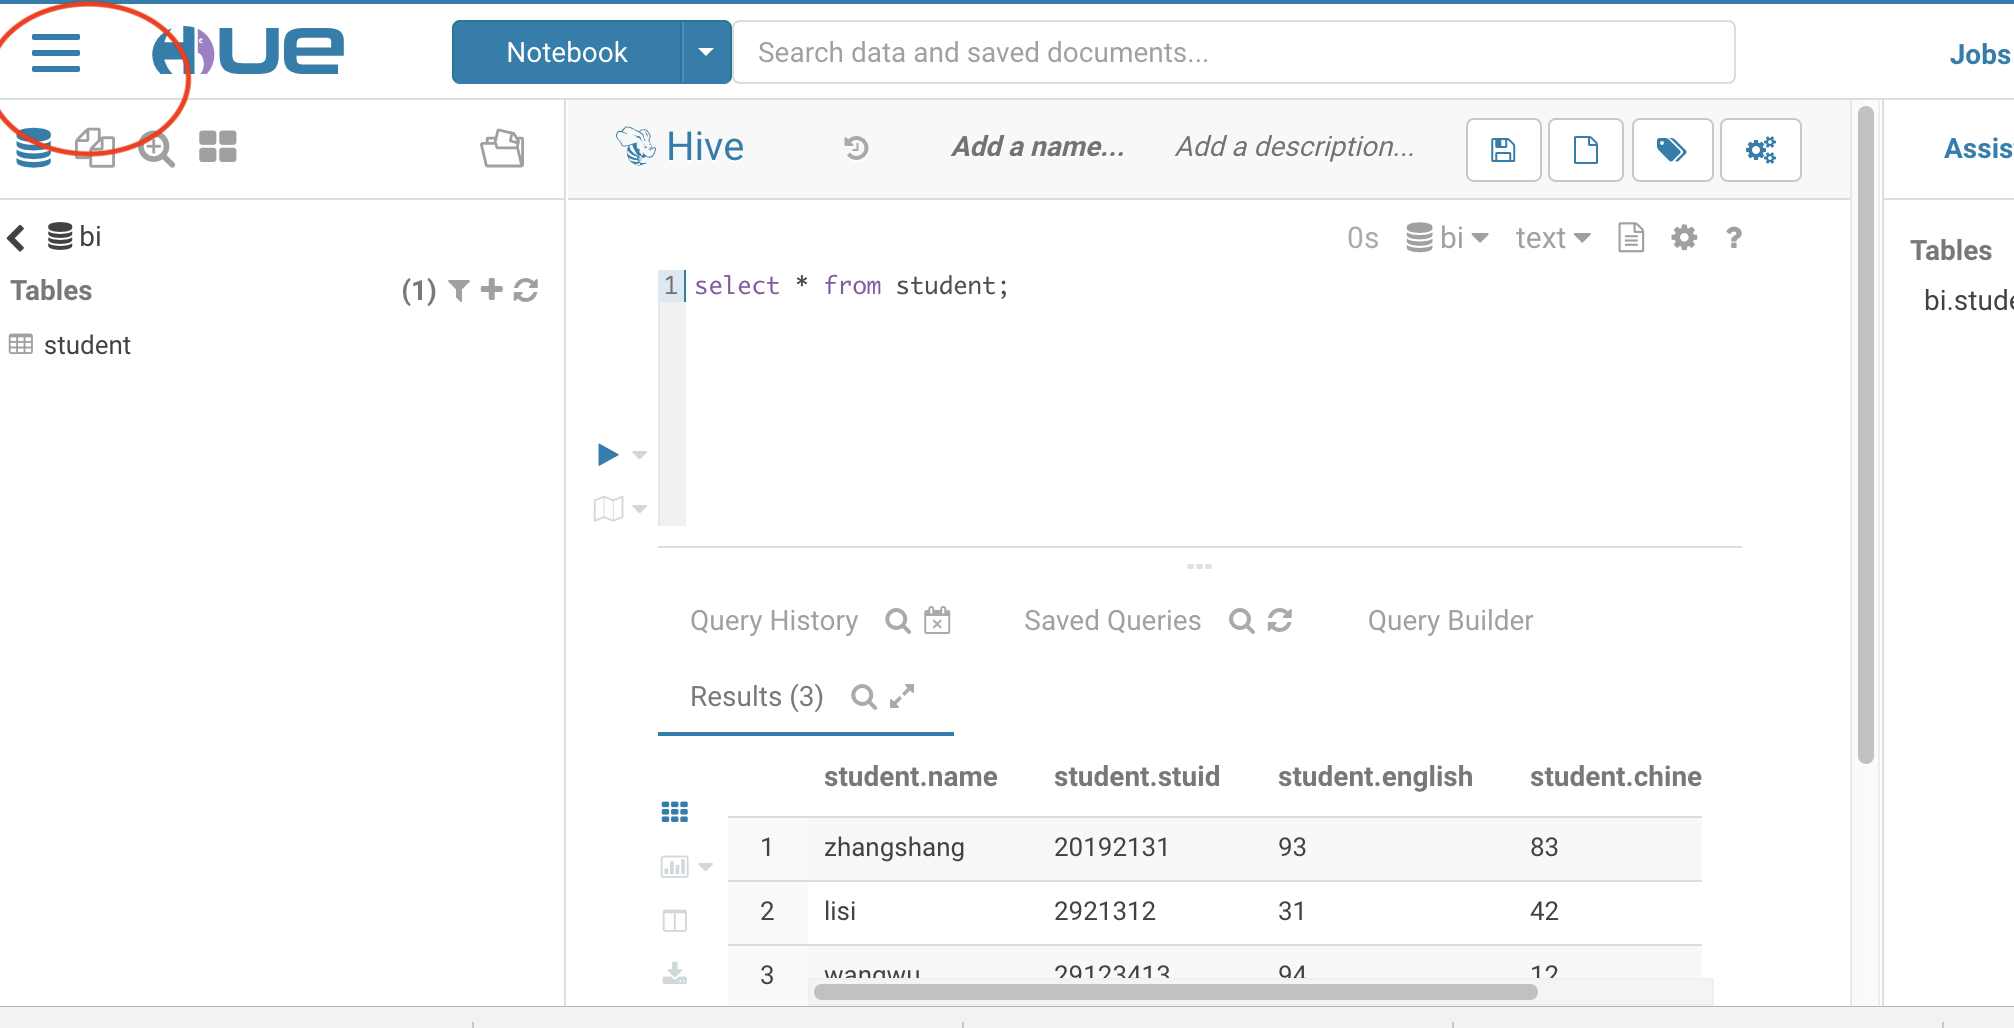 HUE
Notebook
Search data and saved documents...
Jobs
Hive
Add a name...
Add a description...
Assis
bi
0s
bi
text
?
Tables
Tables
(1)
bi.stude
1
select * from student;
student
Query History
Saved Queries
Query Builder
Results (3)
student.name student.stuid student.english student.chine
1 zhangshang 20192131 93 83
2 lisi 2921312 31 42
3 wangwu 29123413 94 12